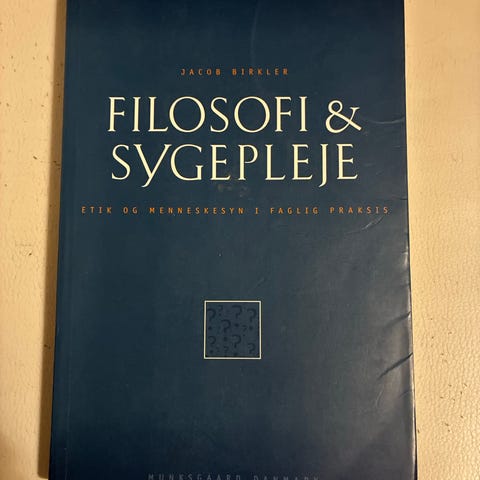 JACOB BIRKLER
FILOSOFI &
SYGEPLEJE
ETIK OG MENNESKESYN I FAGLIG PRAKSIS
? ? ? ? ? ? ? ? ? ?
MUNKSGAARD DANMARK